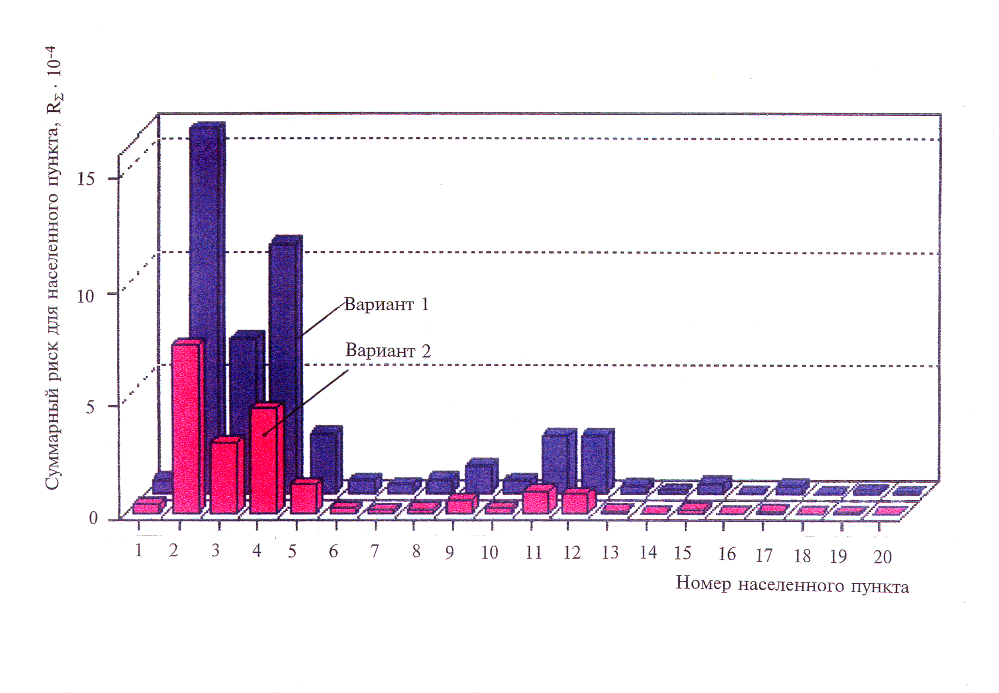 Суммарный риск для населенного пункта, R_Σ · 10⁻⁴
15
10
5
0
Вариант 1
Вариант 2
1 2 3 4 5 6 7 8 9 10 11 12 13 14 15 16 17 18 19 20
Номер населенного пункта